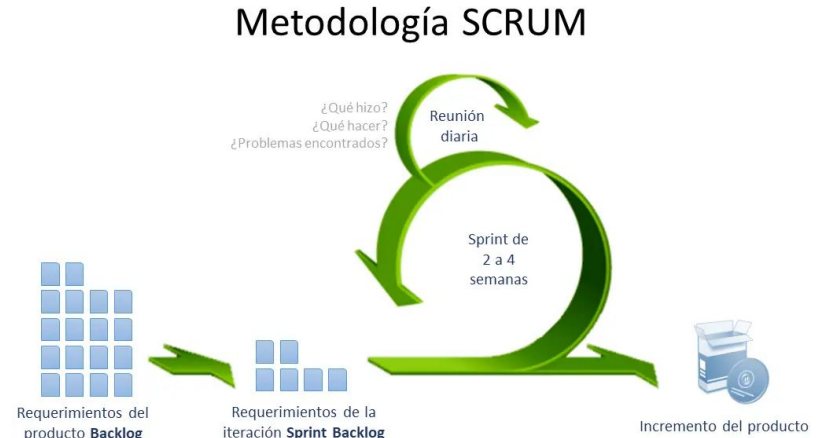 Metodología SCRUM
¿Qué hizo?
¿Qué hacer?
¿Problemas encontrados?
Reunión
diaria
Sprint de
2 a 4
semanas
Requerimientos del
producto Backlog
Requerimientos de la
iteración Sprint Backlog
Incremento del producto